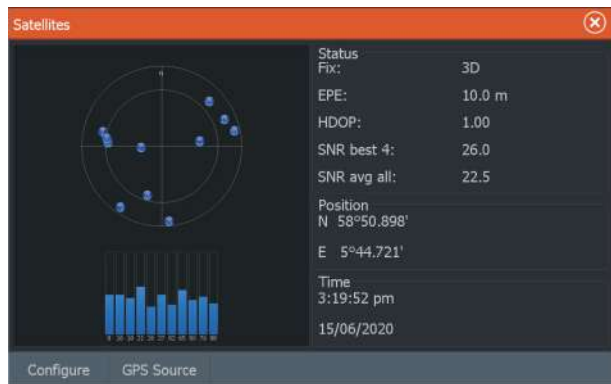 Satellites
N
Status
Fix: 3D
EPE: 10.0 m
HDOP: 1.00
SNR best 4: 26.0
SNR avg all: 22.5
Position
N 58°50.898'
E 5°44.721'
Time
3:19:52 pm
15/06/2020
Configure GPS Source